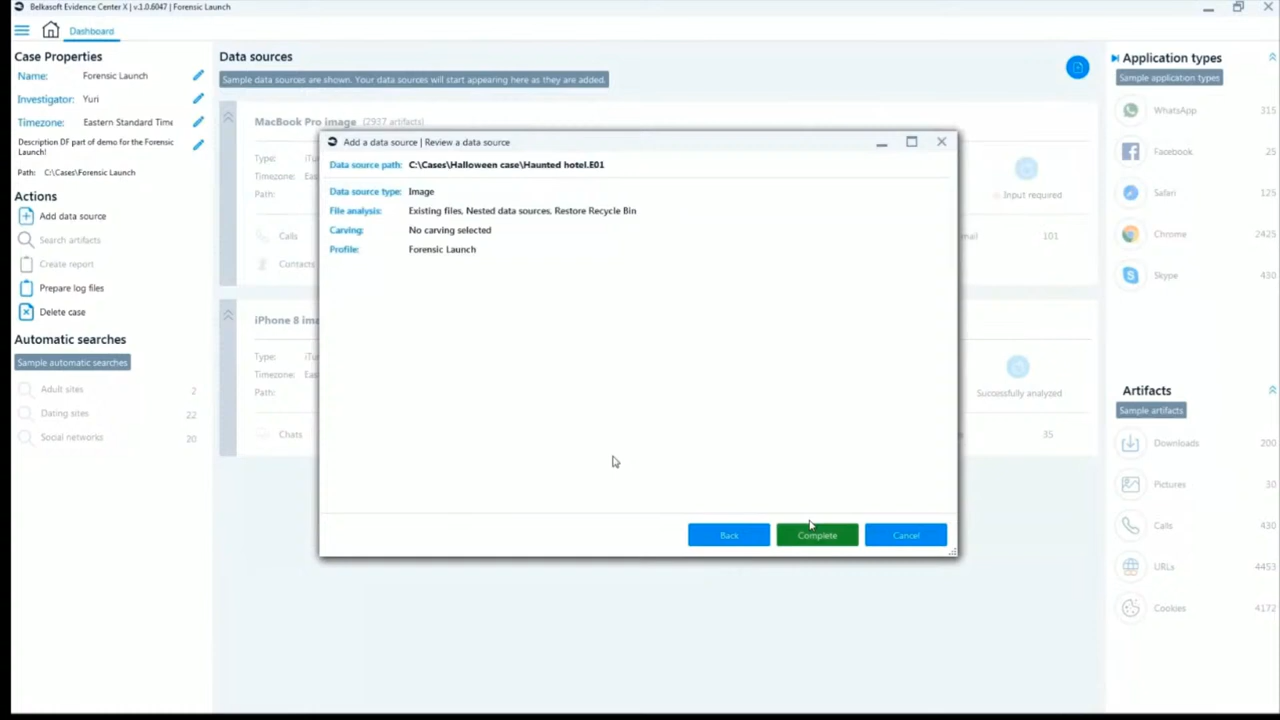 Belkasoft Evidence Center X | v.1.0.6047 | Forensic Launch
Dashboard
Case Properties
Name: Forensic Launch
Investigator: Yuri
Timezone: Eastern Standard Time
Description DF part of demo for the Forensic
Launch!
Path: C:\Cases\Forensic Launch
Actions
Add data source
Search artifacts
Create report
Prepare log files
Delete case
Automatic searches
Sample automatic searches
Adult sites 2
Dating sites 22
Social networks 20
Data sources
Sample data sources are shown. Your data sources will start appearing here as they are added.
MacBook Pro image (2937 artifacts)
Type:
Timezone: Eas
Path:
Input required
Calls
mail 101
Contacts
iPhone 8 ima
Type:
Timezone: Eas
Path:
Successfully analyzed
Chats
35
Add a data source | Review a data source
Data source path: C:\Cases\Halloween case\Haunted hotel.E01
Data source type: Image
File analysis: Existing files, Nested data sources, Restore Recycle Bin
Carving: No carving selected
Profile: Forensic Launch
Back
Complete
Cancel
Application types
Sample application types
WhatsApp 315
Facebook 25
Safari 125
Chrome 2425
Skype 430
Artifacts
Sample artifacts
Downloads 200
Pictures 30
Calls 430
URLs 4453
Cookies 4172